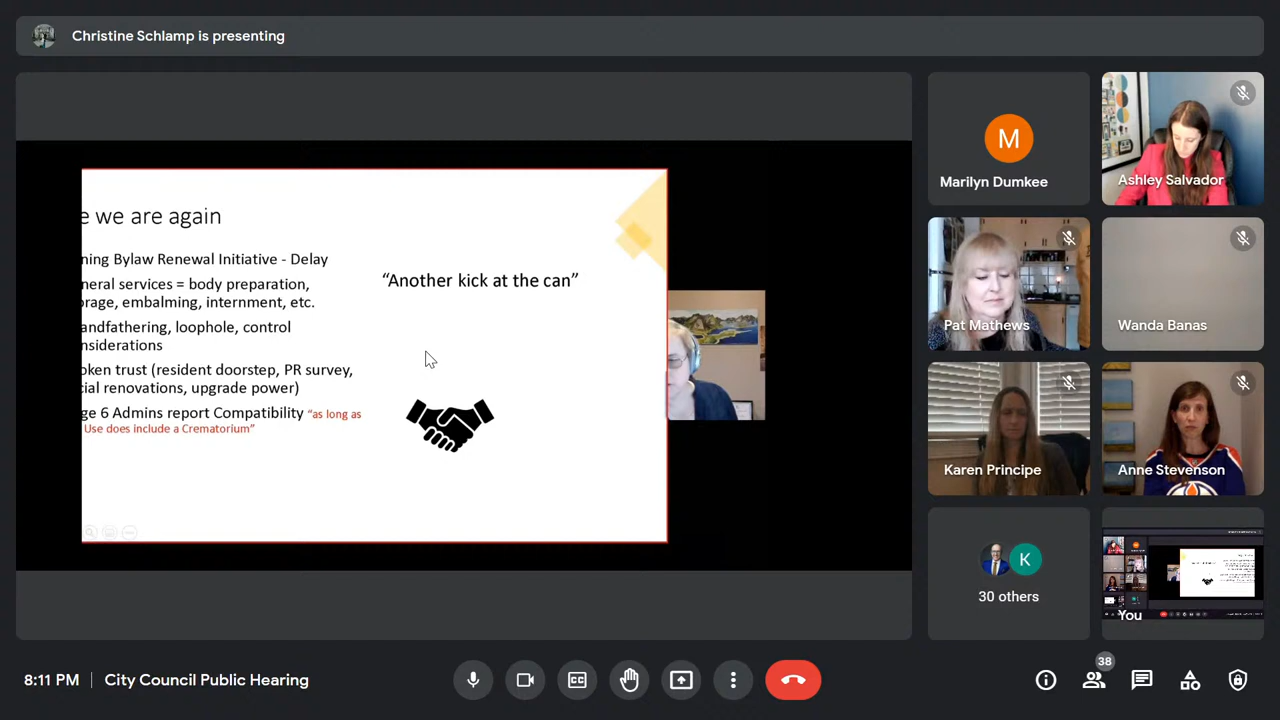 Christine Schlamp is presenting
e we are again
ning Bylaw Renewal Initiative - Delay
neral services = body preparation,
rage, embalming, internment, etc.
andfathering, loophole, control
nsiderations
oken trust (resident doorstep, PR survey,
cial renovations, upgrade power)
ge 6 Admins report Compatibility “as long as
Use does include a Crematorium”
“Another kick at the can”
M
Marilyn Dumkee
Ashley Salvador
Pat Mathews
Wanda Banas
Karen Principe
Anne Stevenson
K
30 others
You
8:11 PM
City Council Public Hearing
38